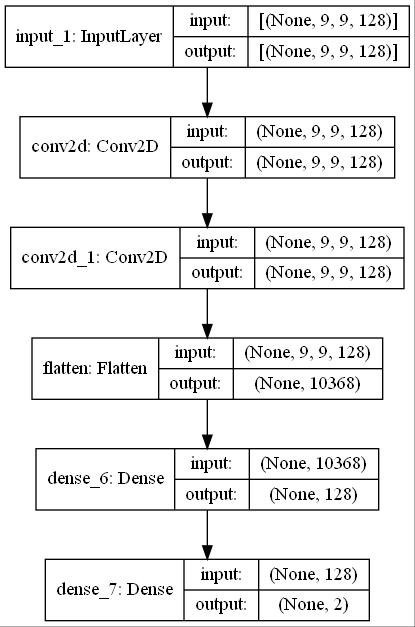 input_1: InputLayer
input: [(None, 9, 9, 128)]
output: [(None, 9, 9, 128)]
conv2d: Conv2D
input: (None, 9, 9, 128)
output: (None, 9, 9, 128)
conv2d_1: Conv2D
input: (None, 9, 9, 128)
output: (None, 9, 9, 128)
flatten: Flatten
input: (None, 9, 9, 128)
output: (None, 10368)
dense_6: Dense
input: (None, 10368)
output: (None, 128)
dense_7: Dense
input: (None, 128)
output: (None, 2)